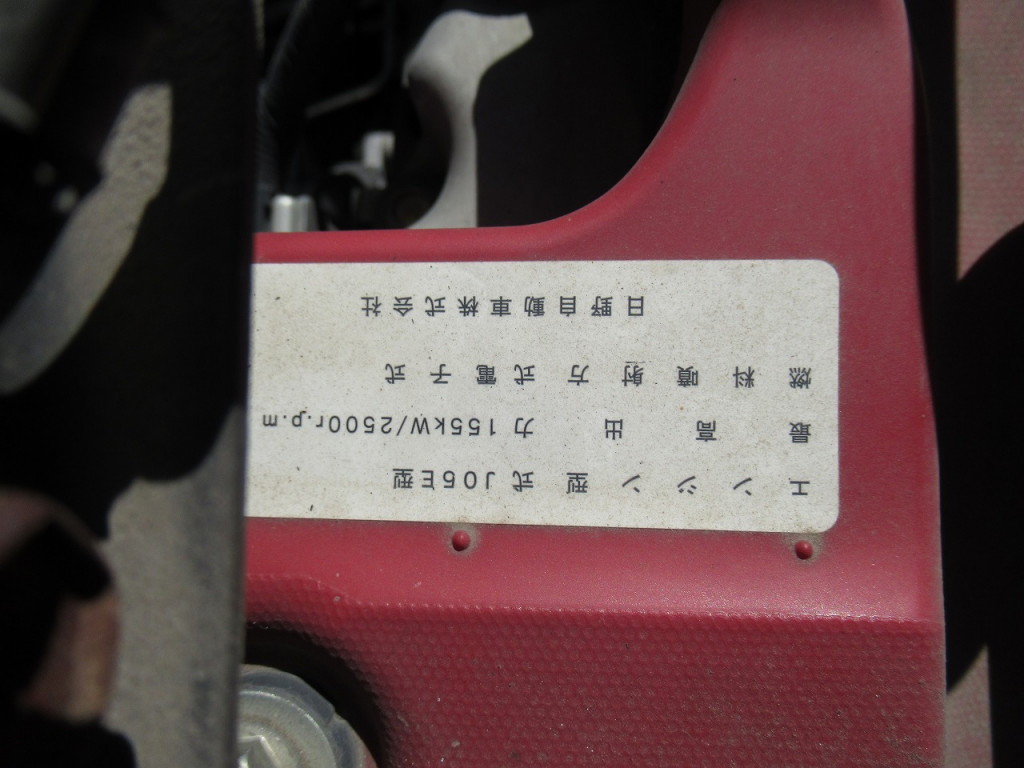 エンジン型式 J05E型
最高出力 155kW/2500r.p.m
燃料噴射方式 電子式
日野自動車株式会社